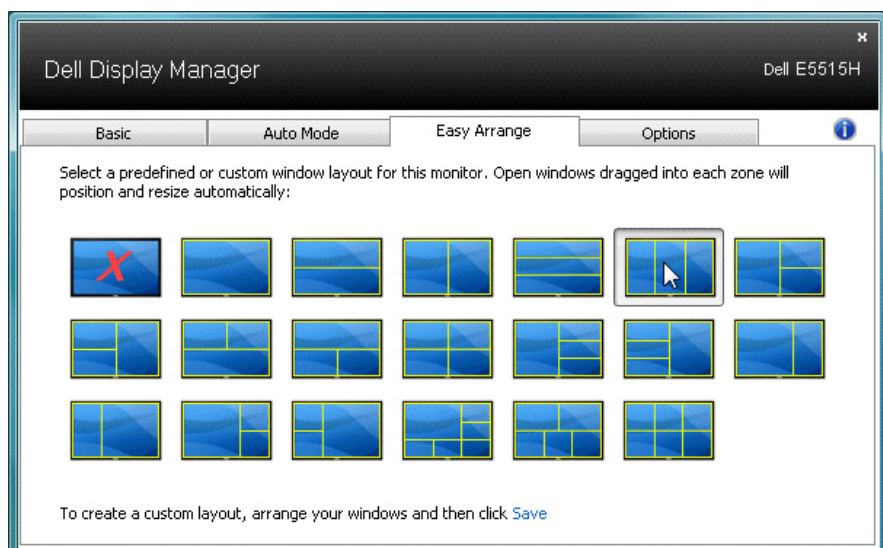 Dell Display Manager
Dell E5515H
Basic
Auto Mode
Easy Arrange
Options
Select a predefined or custom window layout for this monitor. Open windows dragged into each zone will
position and resize automatically:
To create a custom layout, arrange your windows and then click Save